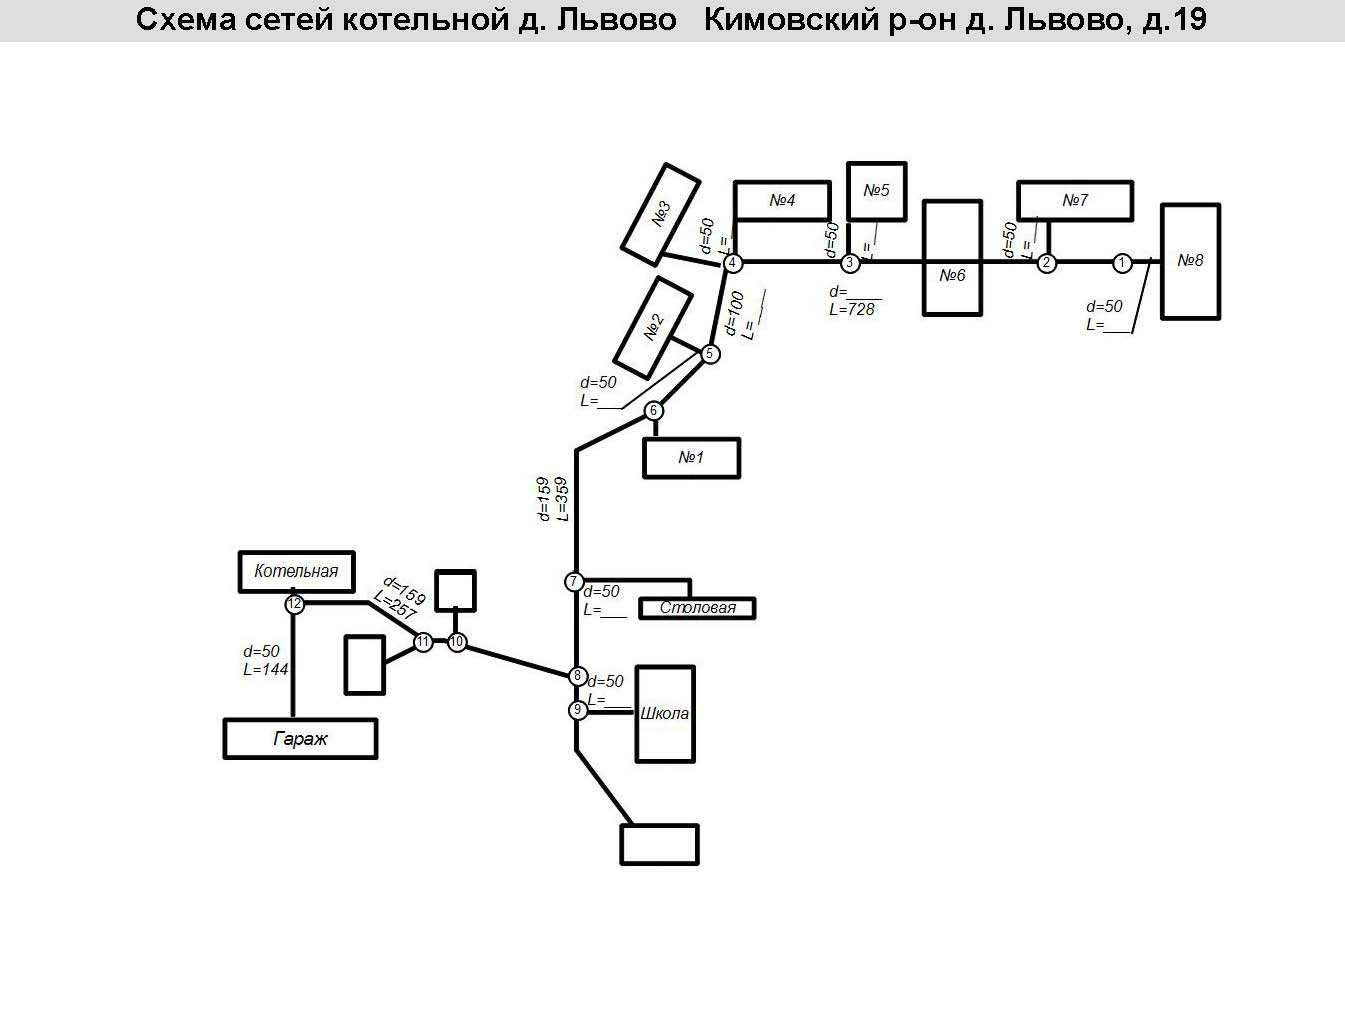 Схема сетей котельной д. Львово Кимовский р-он д. Львово, д.19
№3
№4
№5
№7
№8
№6
d=50
L=
d=50
L=
d=50
L=
4
3
2
1
d=____
L=728
d=50
L=___
d=100
L=
№2
5
d=50
L=___
6
№1
d=159
L=359
Котельная
12
d=159
L=257
7
d=50
L=___
Столовая
11
10
d=50
L=144
8
d=50
L=___
9
Школа
Гараж